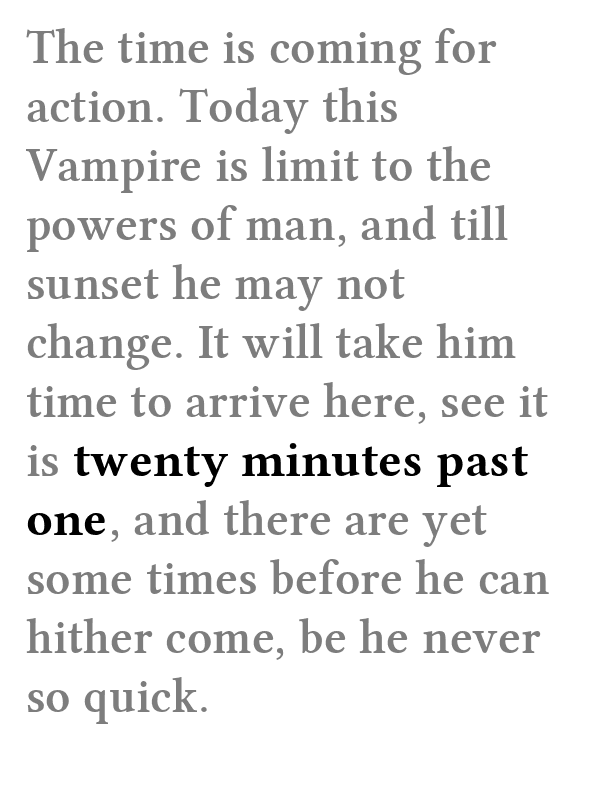 The time is coming for
action. Today this
Vampire is limit to the
powers of man, and till
sunset he may not
change. It will take him
time to arrive here, see it
is twenty minutes past
one, and there are yet
some times before he can
hither come, be he never
so quick.